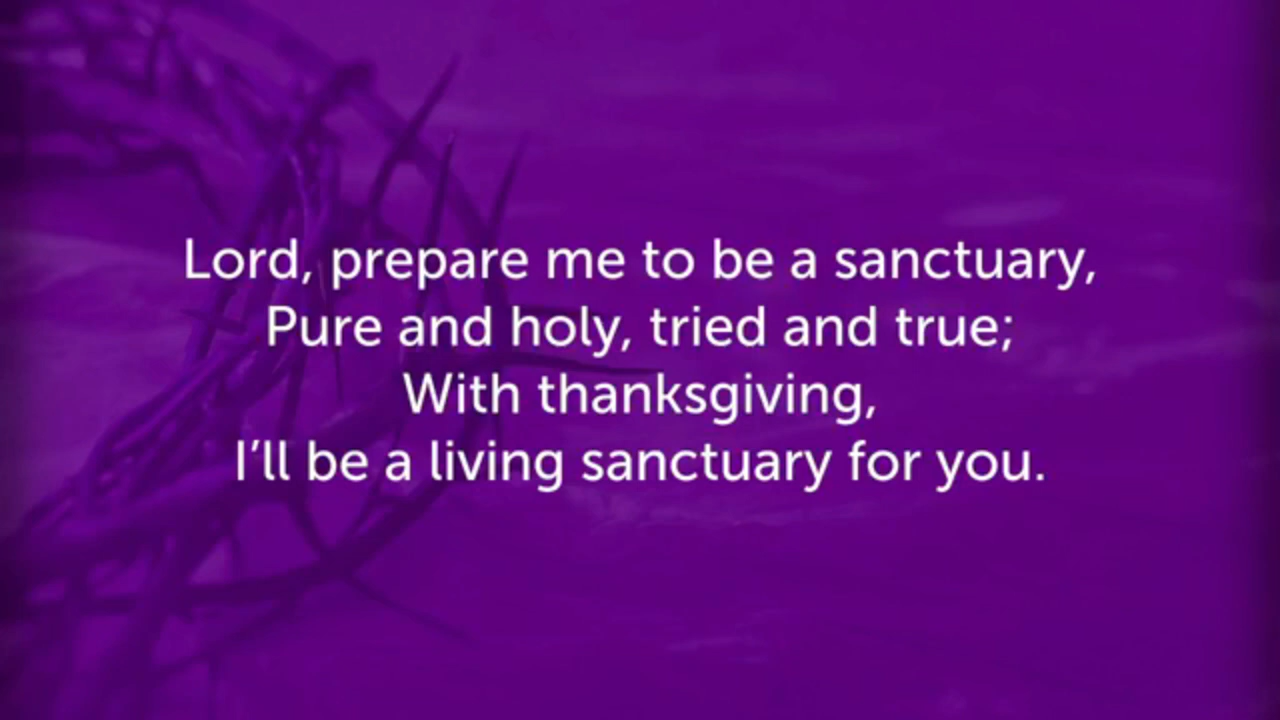 Lord, prepare me to be a sanctuary,
Pure and holy, tried and true;
With thanksgiving,
I’ll be a living sanctuary for you.